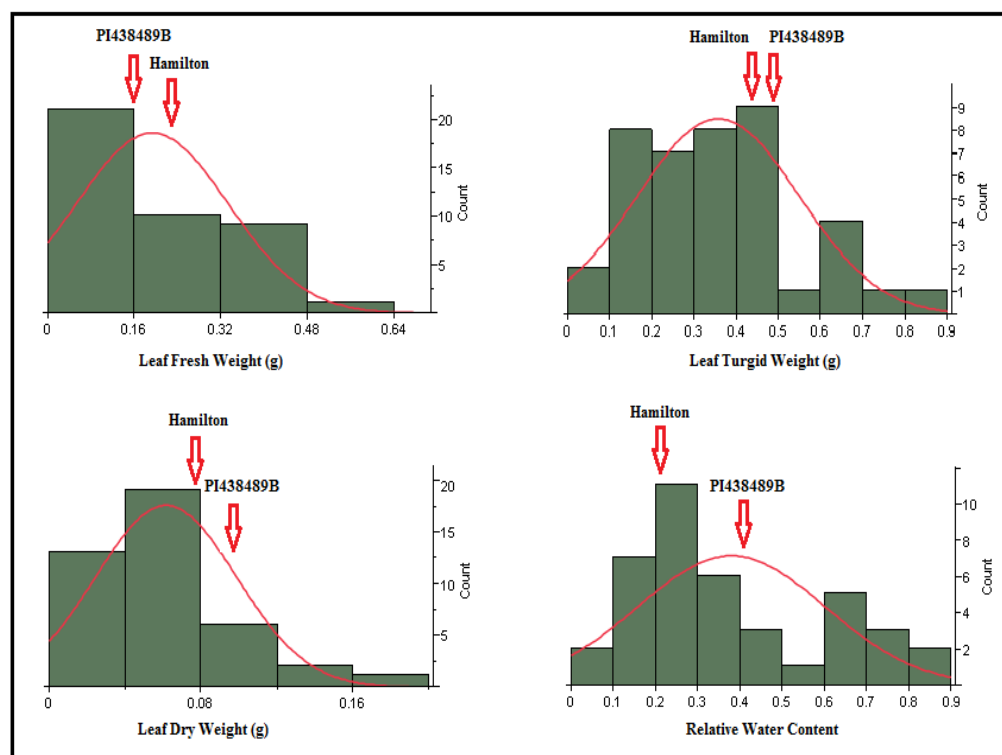 PI438489B
Hamilton
20
15
10
5
Count
0 0.16 0.32 0.48 0.64
Leaf Fresh Weight (g)
Hamilton PI438489B
9
8
7
6
5
4
3
2
1
Count
0 0.1 0.2 0.3 0.4 0.5 0.6 0.7 0.8 0.9
Leaf Turgid Weight (g)
Hamilton
PI438489B
20
15
10
5
Count
0 0.08 0.16
Leaf Dry Weight (g)
Hamilton
PI438489B
10
8
6
4
2
Count
0 0.1 0.2 0.3 0.4 0.5 0.6 0.7 0.8 0.9
Relative Water Content